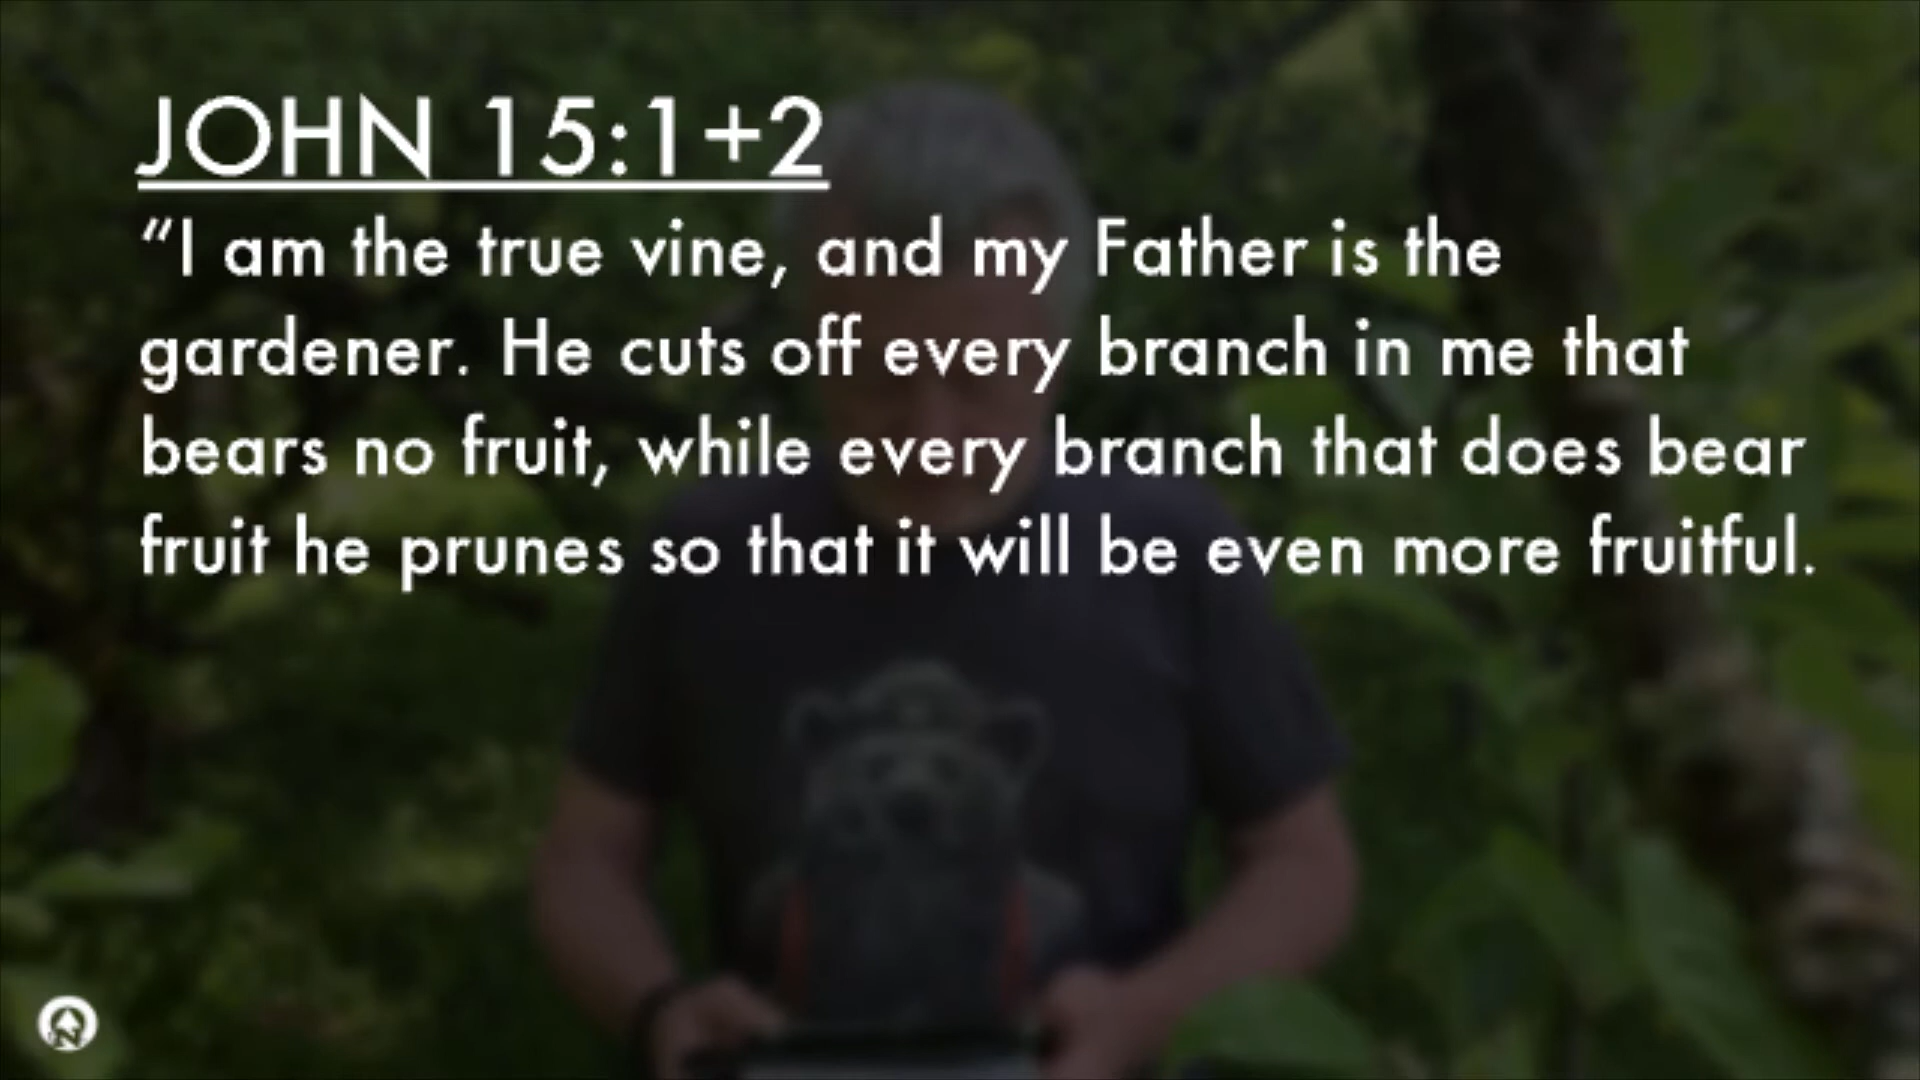 JOHN 15:1+2
“I am the true vine, and my Father is the
gardener. He cuts off every branch in me that
bears no fruit, while every branch that does bear
fruit he prunes so that it will be even more fruitful.
N